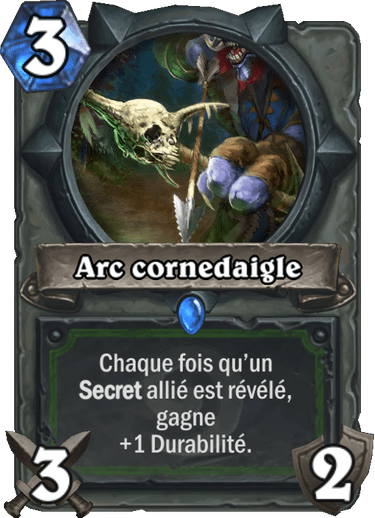 3
Arc cornedaigle
Chaque fois qu'un
Secret allié est révélé,
gagne
+1 Durabilité.
3
2